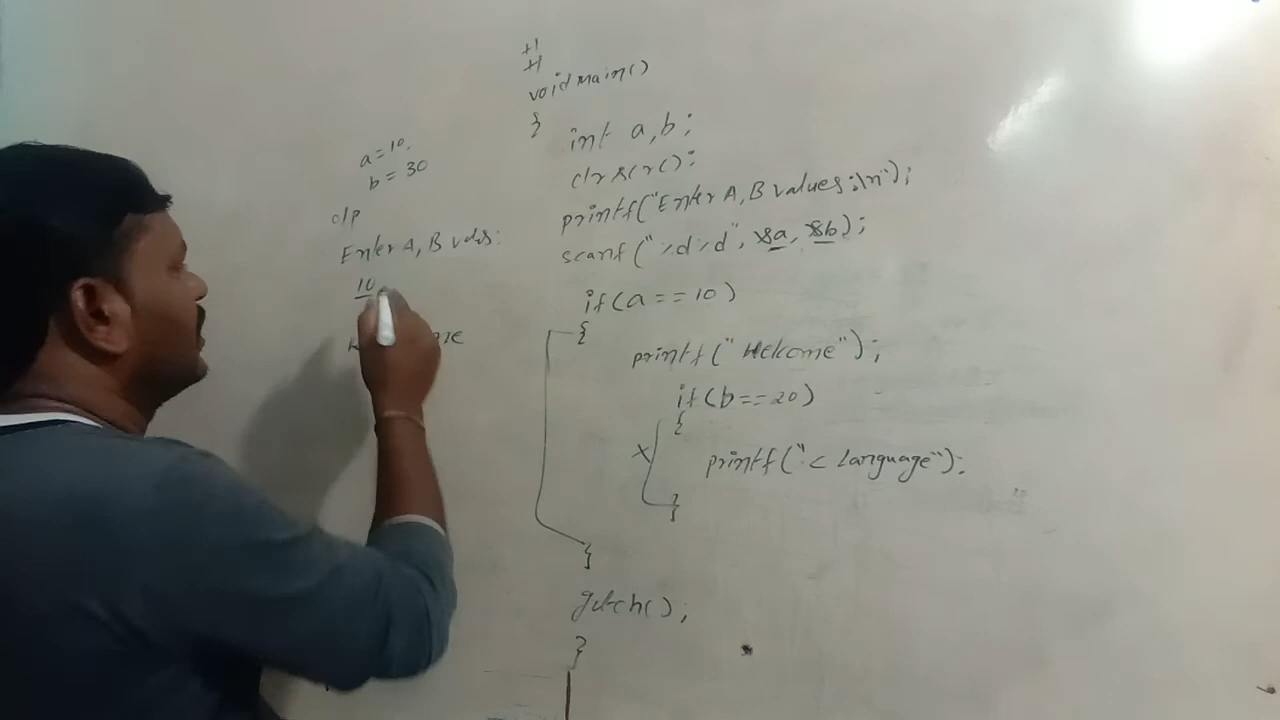 void main()
{
int a,b;
clrscr();
printf("Enter A,B values:\n");
scanf("%d%d", &a, &b);
if(a==10)
{
printf("Welcome");
if(b==20)
{
printf("C language");
}
}
getch();
}
a=10,
b=30
o/p
Enter A, B vals:
10